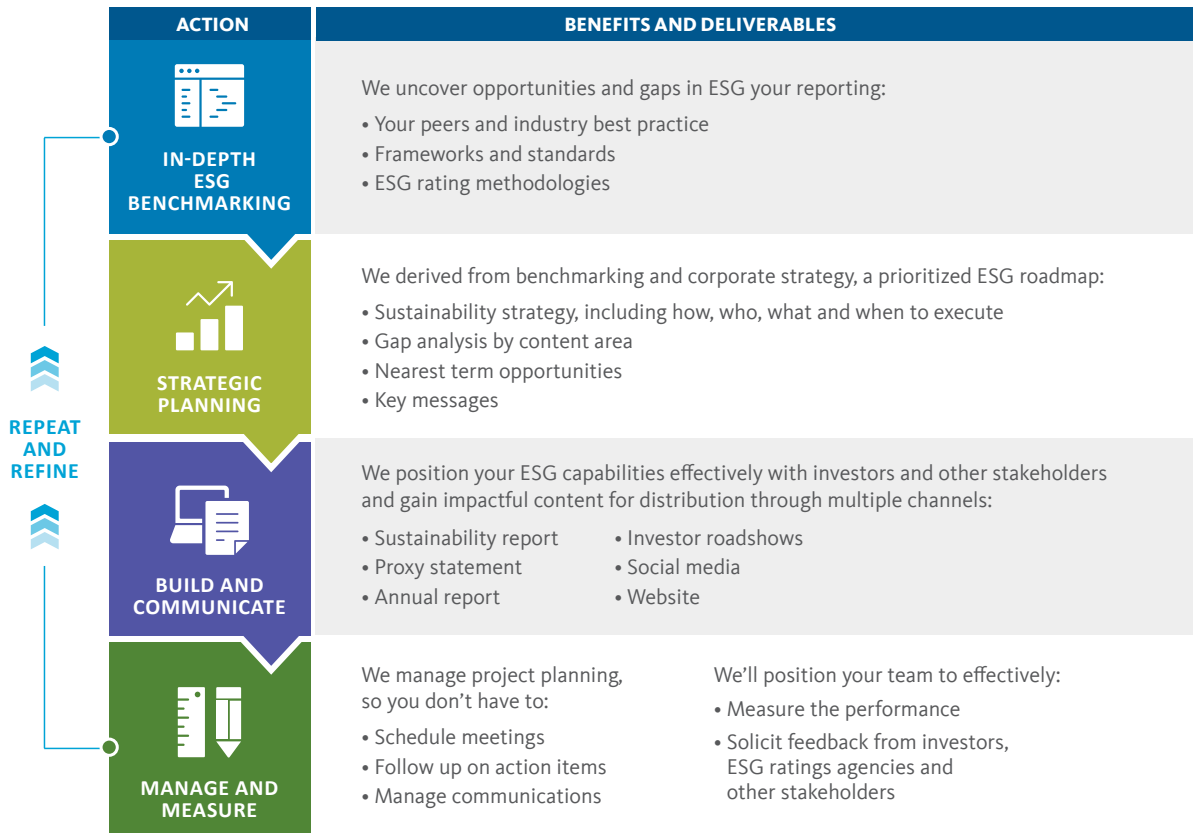 ACTION
BENEFITS AND DELIVERABLES
IN-DEPTH
ESG
BENCHMARKING
We uncover opportunities and gaps in ESG your reporting:
• Your peers and industry best practice
• Frameworks and standards
• ESG rating methodologies
STRATEGIC
PLANNING
We derived from benchmarking and corporate strategy, a prioritized ESG roadmap:
• Sustainability strategy, including how, who, what and when to execute
• Gap analysis by content area
• Nearest term opportunities
• Key messages
REPEAT
AND
REFINE
BUILD AND
COMMUNICATE
We position your ESG capabilities effectively with investors and other stakeholders
and gain impactful content for distribution through multiple channels:
• Sustainability report
• Proxy statement
• Annual report
• Investor roadshows
• Social media
• Website
MANAGE AND
MEASURE
We manage project planning,
so you don’t have to:
• Schedule meetings
• Follow up on action items
• Manage communications
We’ll position your team to effectively:
• Measure the performance
• Solicit feedback from investors,
ESG ratings agencies and
other stakeholders